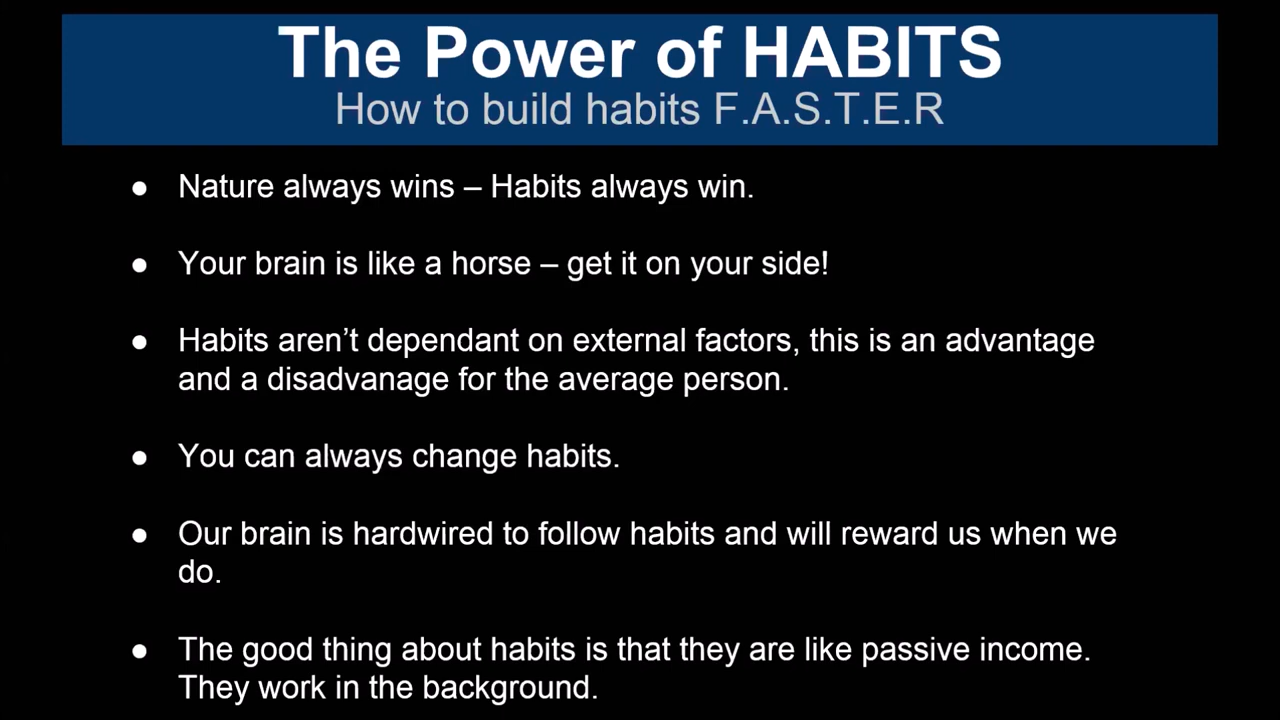 The Power of HABITS
How to build habits F.A.S.T.E.R
● Nature always wins – Habits always win.
● Your brain is like a horse – get it on your side!
● Habits aren’t dependant on external factors, this is an advantage
and a disadvanage for the average person.
● You can always change habits.
● Our brain is hardwired to follow habits and will reward us when we
do.
● The good thing about habits is that they are like passive income.
They work in the background.